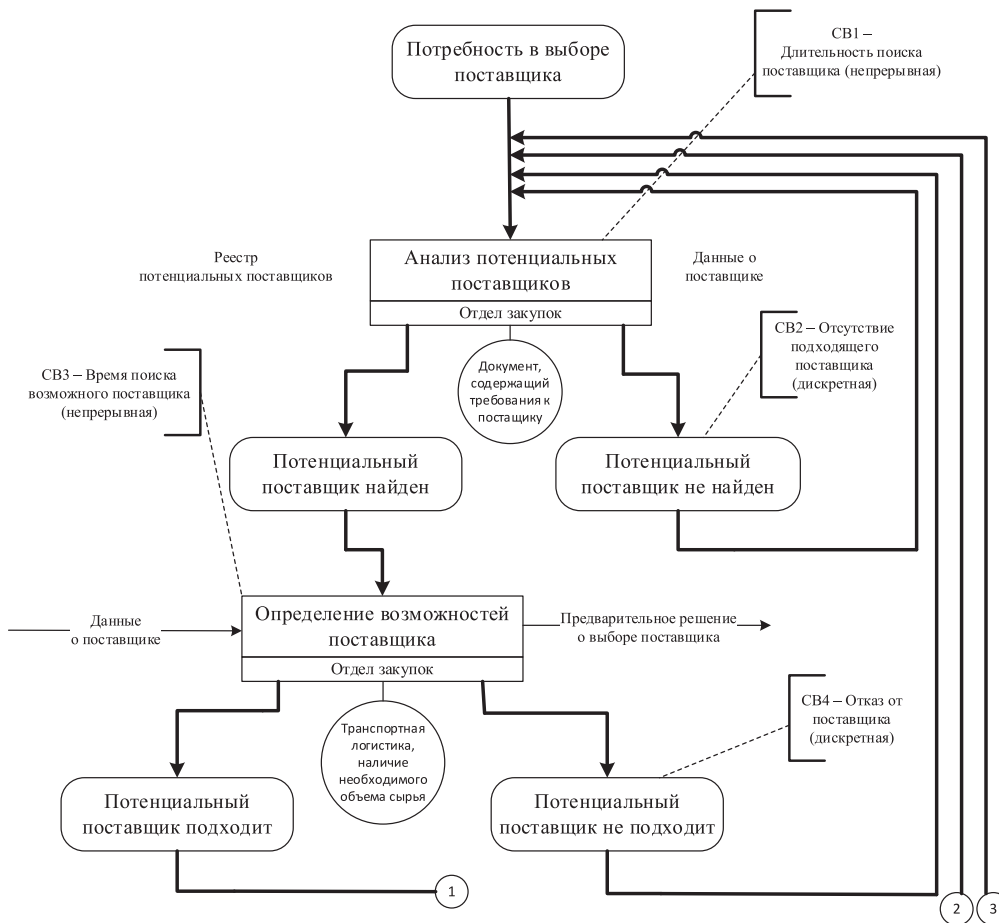 Потребность в выборе
поставщика
СВ1 –
Длительность поиска
поставщика (непрерывная)
Реестр
потенциальных поставщиков
Анализ потенциальных
поставщиков
Отдел закупок
Данные о
поставщике
СВ2 – Отсутствие
подходящего
поставщика
(дискретная)
СВ3 – Время поиска
возможного поставщика
(непрерывная)
Документ,
содержащий
требования к
постащику
Потенциальный
поставщик найден
Потенциальный
поставщик не найден
Данные
о поставщике
Определение возможностей
поставщика
Отдел закупок
Предварительное решение
о выборе поставщика
СВ4 – Отказ от
поставщика
(дискретная)
Транспортная
логистика,
наличие
необходимого
объема сырья
Потенциальный
поставщик подходит
Потенциальный
поставщик не подходит
1
2
3